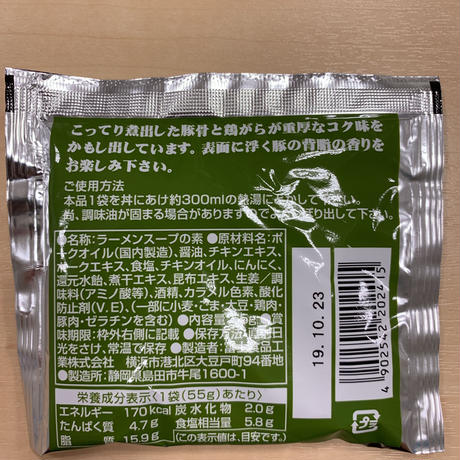 こってり煮出した豚骨と鶏がらが重厚なコク味を
かもし出しています。表面に浮く豚の背脂の香りを
お楽しみ下さい。
ご使用方法
本品1袋を丼にあけ約300mlの熱湯に
尚、調味油が固まる場合があります
り出して下さい。
●名称:ラーメンスープの素●原材料名:ポ
ークオイル(国内製造)、醤油、チキンエキス、
ポークエキス、食塩、チキンオイル、にんにく、
還元水飴、煮干エキス、昆布エキス、生姜/調
味料(アミノ酸等)、酒精、カラメル色素、酸化
防止剤(V.E)、(一部に小麦・ごま・大豆・鶏肉・
豚肉・ゼラチンを含む)●内容量
味期限:枠外右側に記載●保存方法
光をさけ、常温で保存●製造者
業株式会社 横浜市港北区大豆戸町94番地
●製造所:静岡県島田市牛尾1600-1
栄養成分表示<1袋(55g)あたり>
エネルギー 170kcal 炭水化物 2.0g
たんぱく質 4.7g 食塩相当量 5.8g
脂 質 15.9g (この表示値は、目安です。)
19.10.23
4902542202415